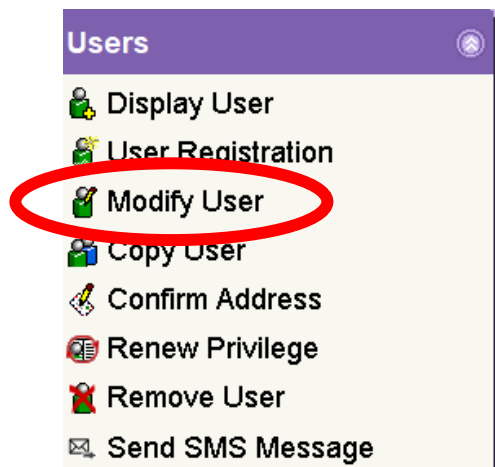 Users
Display User
User Registration
Modify User
Copy User
Confirm Address
Renew Privilege
Remove User
Send SMS Message